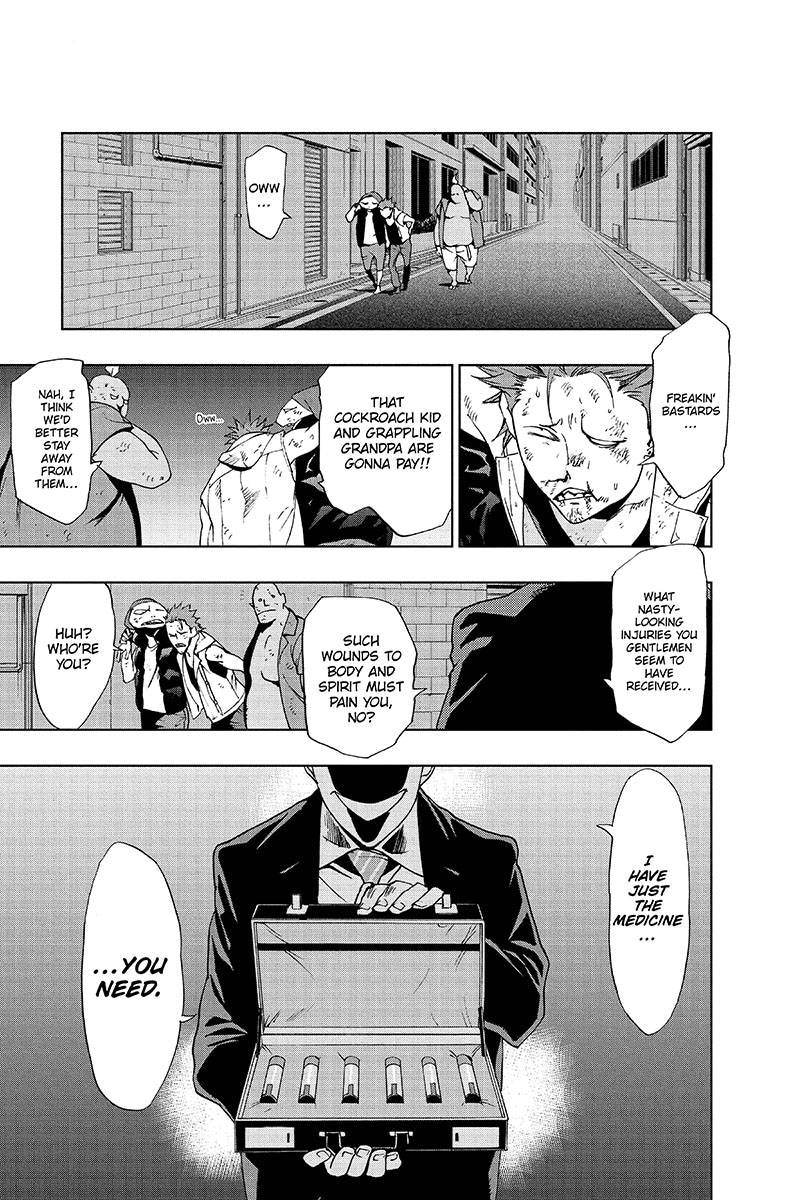 OWW
...
FREAKIN'
BASTARDS
...
THAT
COCKROACH KID
AND GRAPPLING
GRANDPA ARE
GONNA PAY!!
Oww...
NAH, I
THINK
WE'D
BETTER
STAY
AWAY
FROM
THEM...
WHAT
NASTY-
LOOKING
INJURIES YOU
GENTLEMEN
SEEM TO
HAVE
RECEIVED...
SUCH
WOUNDS TO
BODY AND
SPIRIT MUST
PAIN YOU,
NO?
HUH?
WHO'RE
YOU?
I
HAVE
JUST
THE
MEDICINE
...
...YOU
NEED.